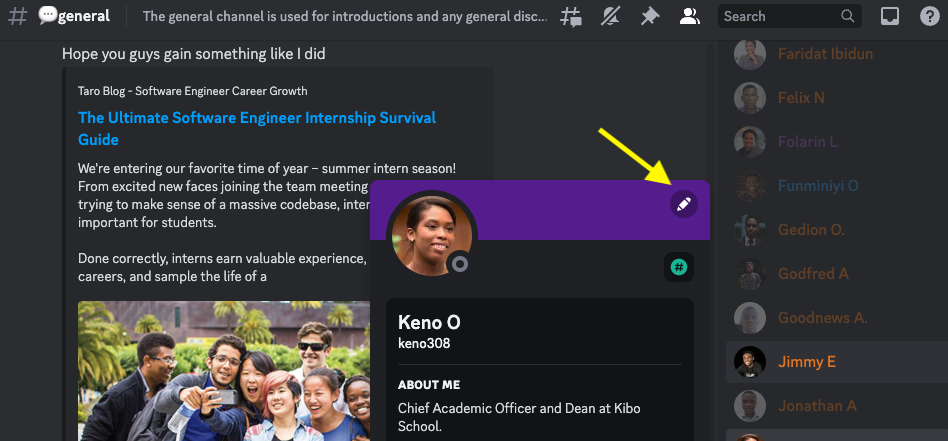 # 💬general
The general channel is used for introductions and any general disc...
Search
Hope you guys gain something like I did
Taro Blog - Software Engineer Career Growth
The Ultimate Software Engineer Internship Survival
Guide
We're entering our favorite time of year – summer intern season!
From excited new faces joining the team meeting
trying to make sense of a massive codebase, inter
important for students.
Done correctly, interns earn valuable experience,
careers, and sample the life of a
Keno O
keno308
ABOUT ME
Chief Academic Officer and Dean at Kibo
School.
Faridat Ibidun
Felix N
Folarin L
Funminiyi O
Gedion O.
Godfred A
Goodnews A.
Jimmy E
Jonathan A